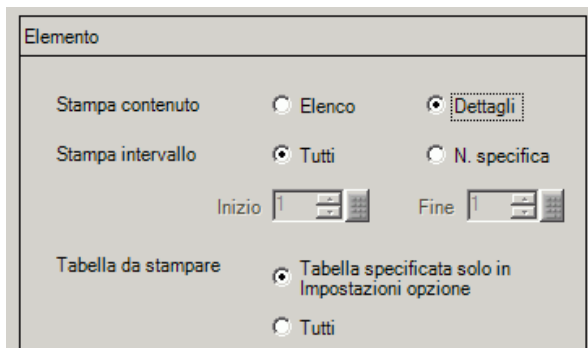 Elemento
Stampa contenuto Elenco Dettagli
Stampa intervallo Tutti N. specifica
Inizio 1 Fine 1
Tabella da stampare Tabella specificata solo in
Impostazioni opzione
Tutti